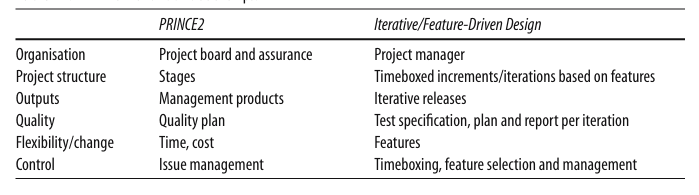 PRINCE2 Iterative/Feature-Driven Design
Organisation Project board and assurance Project manager
Project structure Stages Timeboxed increments/iterations based on features
Outputs Management products Iterative releases
Quality Quality plan Test specification, plan and report per iteration
Flexibility/change Time, cost Features
Control Issue management Timeboxing, feature selection and management